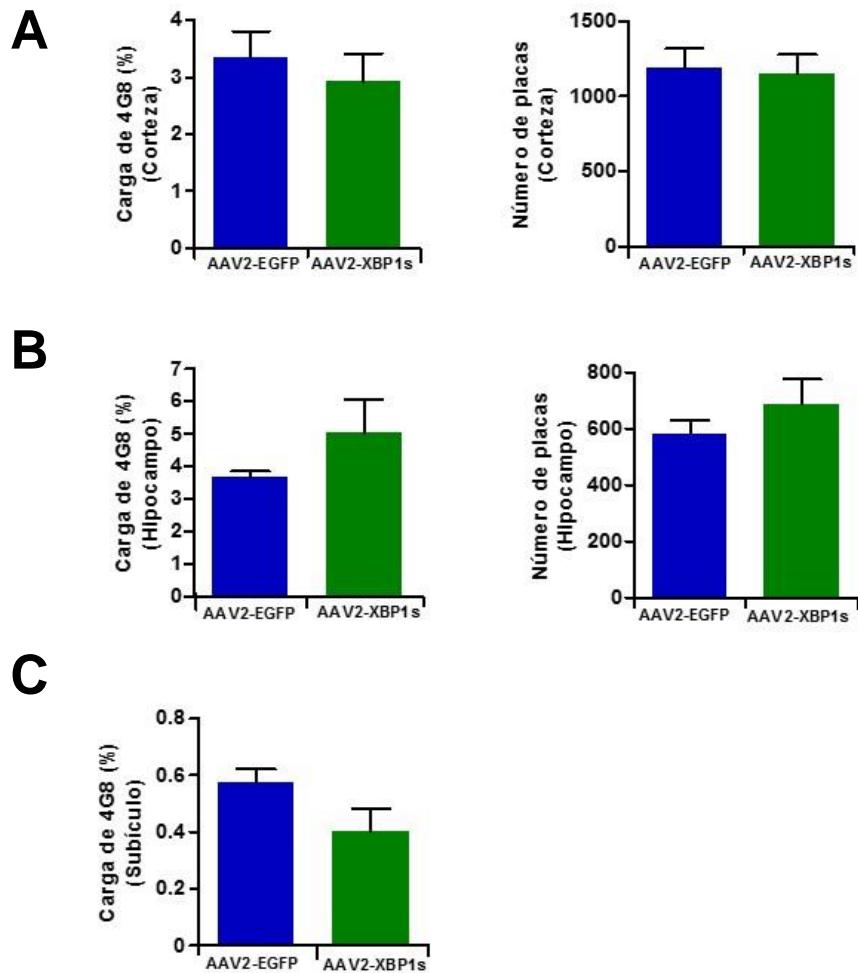 A
Carga de 4G8 (%)
(Corteza)
4
3
2
1
0
AAV2-EGFP AAV2-XBP1s
Número de placas
(Corteza)
1500
1000
500
0
AAV2-EGFP AAV2-XBP1s
B
Carga de 4G8 (%)
(Hipocampo)
7
6
5
4
3
2
1
0
AAV2-EGFP AAV2-XBP1s
Número de placas
(Hipocampo)
800
600
400
200
0
AAV2-EGFP AAV2-XBP1s
C
Carga de 4G8 (%)
(Subículo)
0.8
0.6
0.4
0.2
0
AAV2-EGFP AAV2-XBP1s